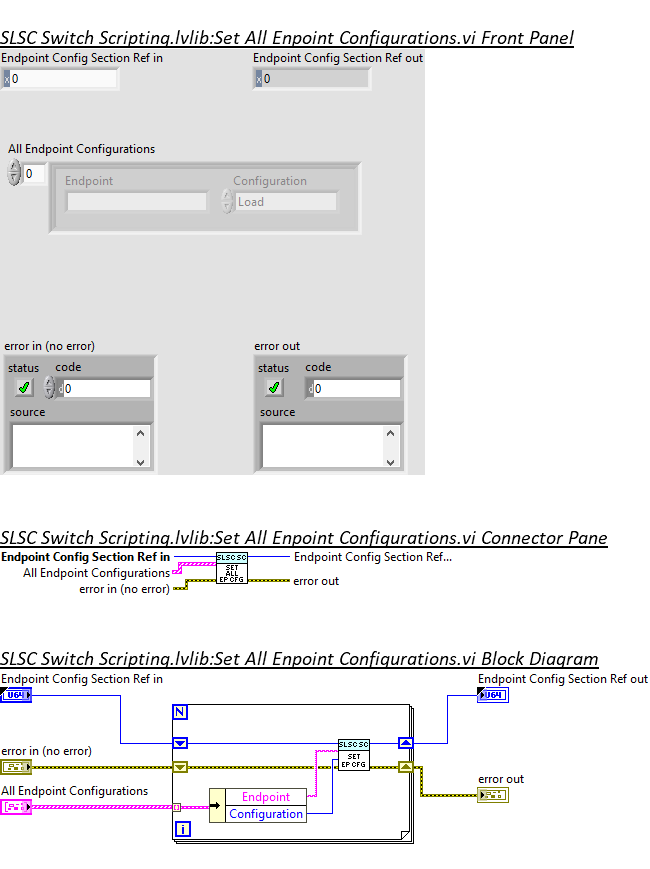 SLSC Switch Scripting.lvlib:Set All Enpoint Configurations.vi Front Panel
Endpoint Config Section Ref in
Endpoint Config Section Ref out
x 0
x 0
All Endpoint Configurations
0
Endpoint
Configuration
Load
error in (no error)
error out
status code
status code
d 0
d 0
source
source
SLSC Switch Scripting.lvlib:Set All Enpoint Configurations.vi Connector Pane
Endpoint Config Section Ref in
SLSC SC
Endpoint Config Section Ref...
All Endpoint Configurations
SET
ALL
EP CFG
error in (no error)
error out
SLSC Switch Scripting.lvlib:Set All Enpoint Configurations.vi Block Diagram
Endpoint Config Section Ref in
Endpoint Config Section Ref out
U64
U64
N
error in (no error)
SLSC SC
SET
EP CFG
All Endpoint Configurations
error out
Endpoint
Configuration
i